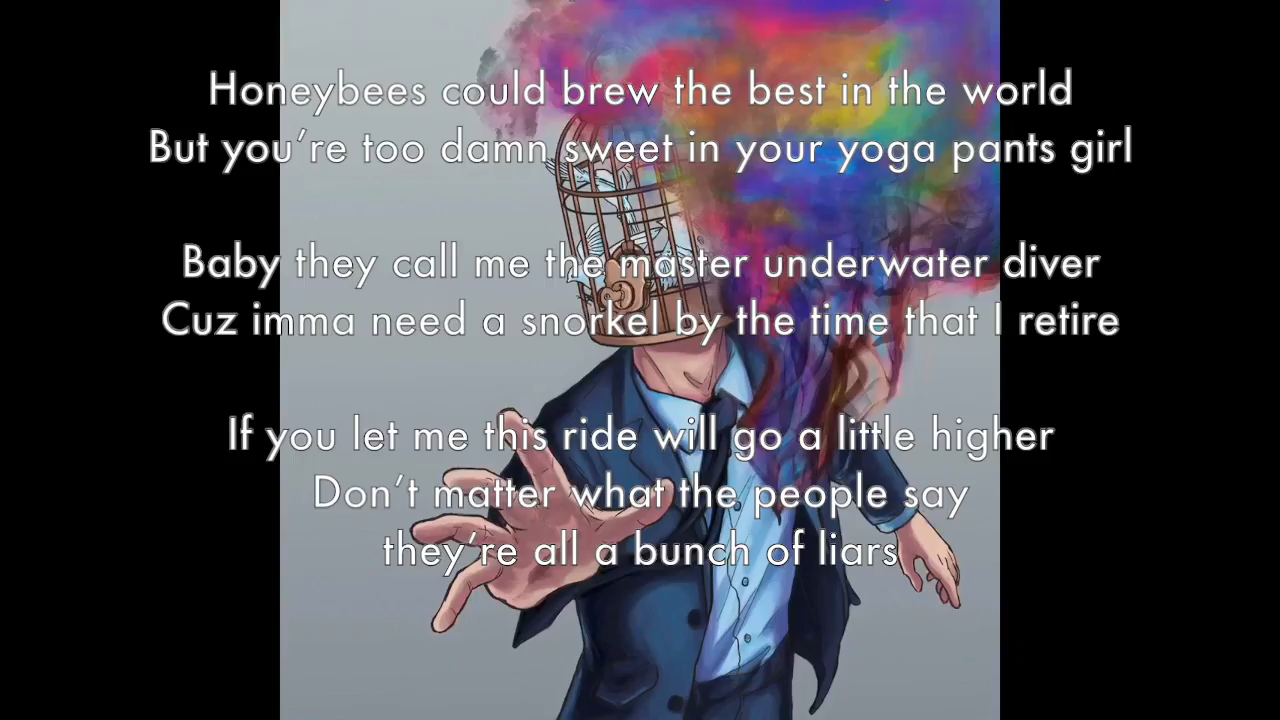 Honeybees could brew the best in the world
But you’re too damn sweet in your yoga pants girl
Baby they call me the master underwater diver
Cuz imma need a snorkel by the time that I retire
If you let me this ride will go a little higher
Don’t matter what the people say
they’re all a bunch of liars